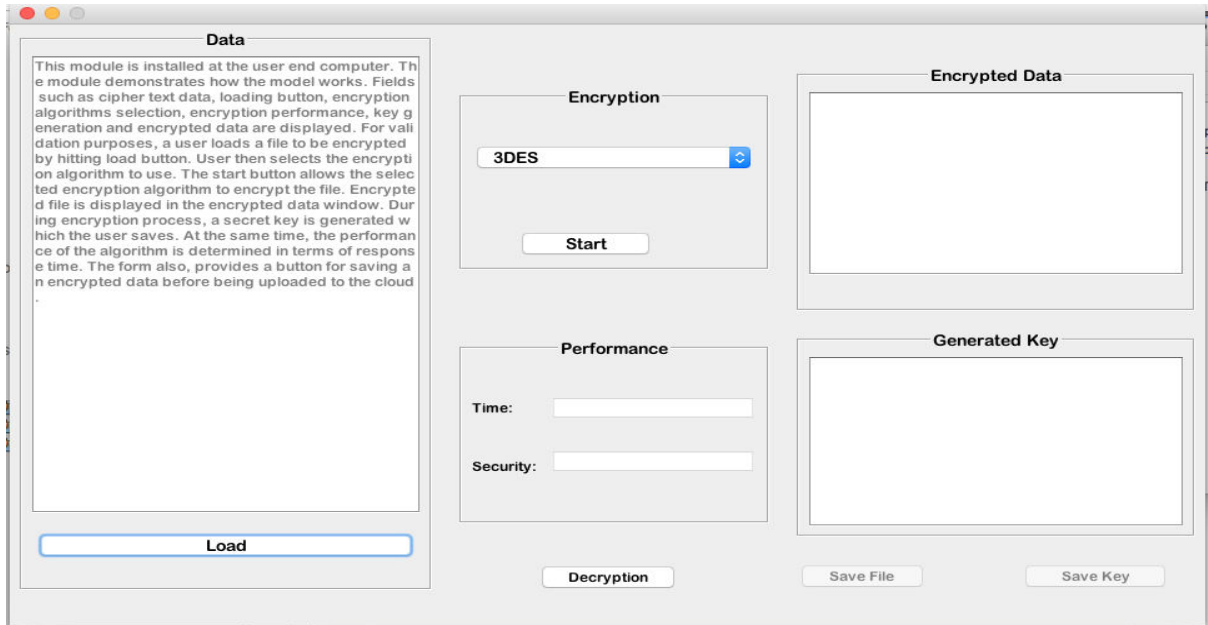 Data
This module is installed at the user end computer. Th
e module demonstrates how the model works. Fields
such as cipher text data, loading button, encryption
algorithms selection, encryption performance, key g
eneration and encrypted data are displayed. For vali
dation purposes, a user loads a file to be encrypted
by hitting load button. User then selects the encrypti
on algorithm to use. The start button allows the selec
ted encryption algorithm to encrypt the file. Encrypte
d file is displayed in the encrypted data window. Dur
ing encryption process, a secret key is generated w
hich the user saves. At the same time, the performan
ce of the algorithm is determined in terms of respons
e time. The form also, provides a button for saving a
n encrypted data before being uploaded to the cloud
.
Load
Encryption
3DES
Start
Performance
Time:
Security:
Decryption
Encrypted Data
Generated Key
Save File
Save Key